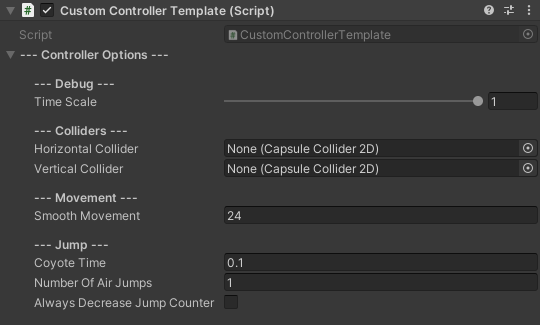 Custom Controller Template (Script)
Script CustomControllerTemplate
--- Controller Options ---
--- Debug ---
Time Scale 1
--- Colliders ---
Horizontal Collider None (Capsule Collider 2D)
Vertical Collider None (Capsule Collider 2D)
--- Movement ---
Smooth Movement 24
--- Jump ---
Coyote Time 0.1
Number Of Air Jumps 1
Always Decrease Jump Counter